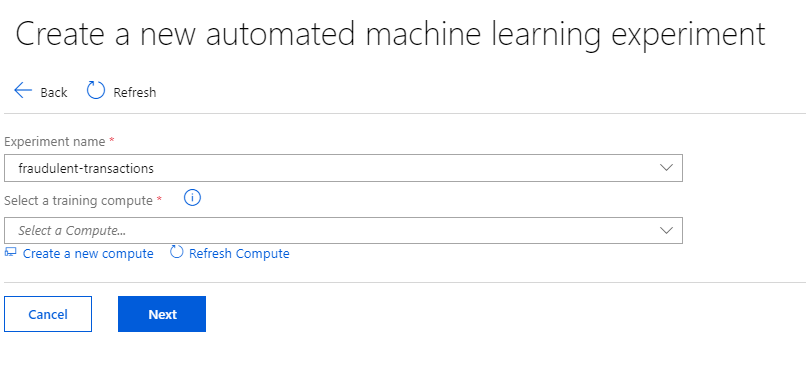 Create a new automated machine learning experiment
Back Refresh
Experiment name *
fraudulent-transactions
Select a training compute *
Select a Compute...
Create a new compute Refresh Compute
Cancel Next